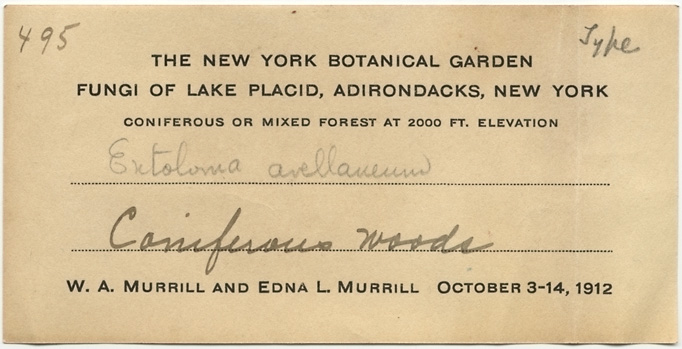 495
Type
THE NEW YORK BOTANICAL GARDEN
FUNGI OF LAKE PLACID, ADIRONDACKS, NEW YORK
CONIFEROUS OR MIXED FOREST AT 2000 FT. ELEVATION
Entoloma avellaneum
Coniferous woods
W. A. MURRILL AND EDNA L. MURRILL OCTOBER 3-14, 1912